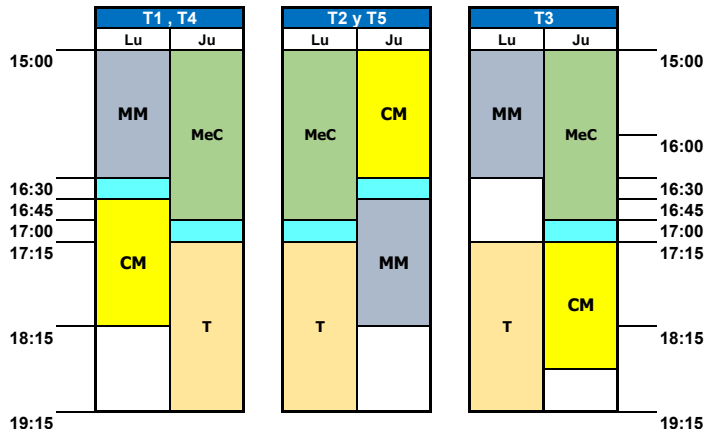 T1 , T4
T2 y T5
T3
Lu Ju
Lu Ju
Lu Ju
15:00
15:00
MM
MeC
MeC
CM
MM
MeC
16:00
16:30
16:30
16:45
16:45
17:00
17:00
17:15
17:15
CM
T
T
MM
T
CM
18:15
18:15
19:15
19:15